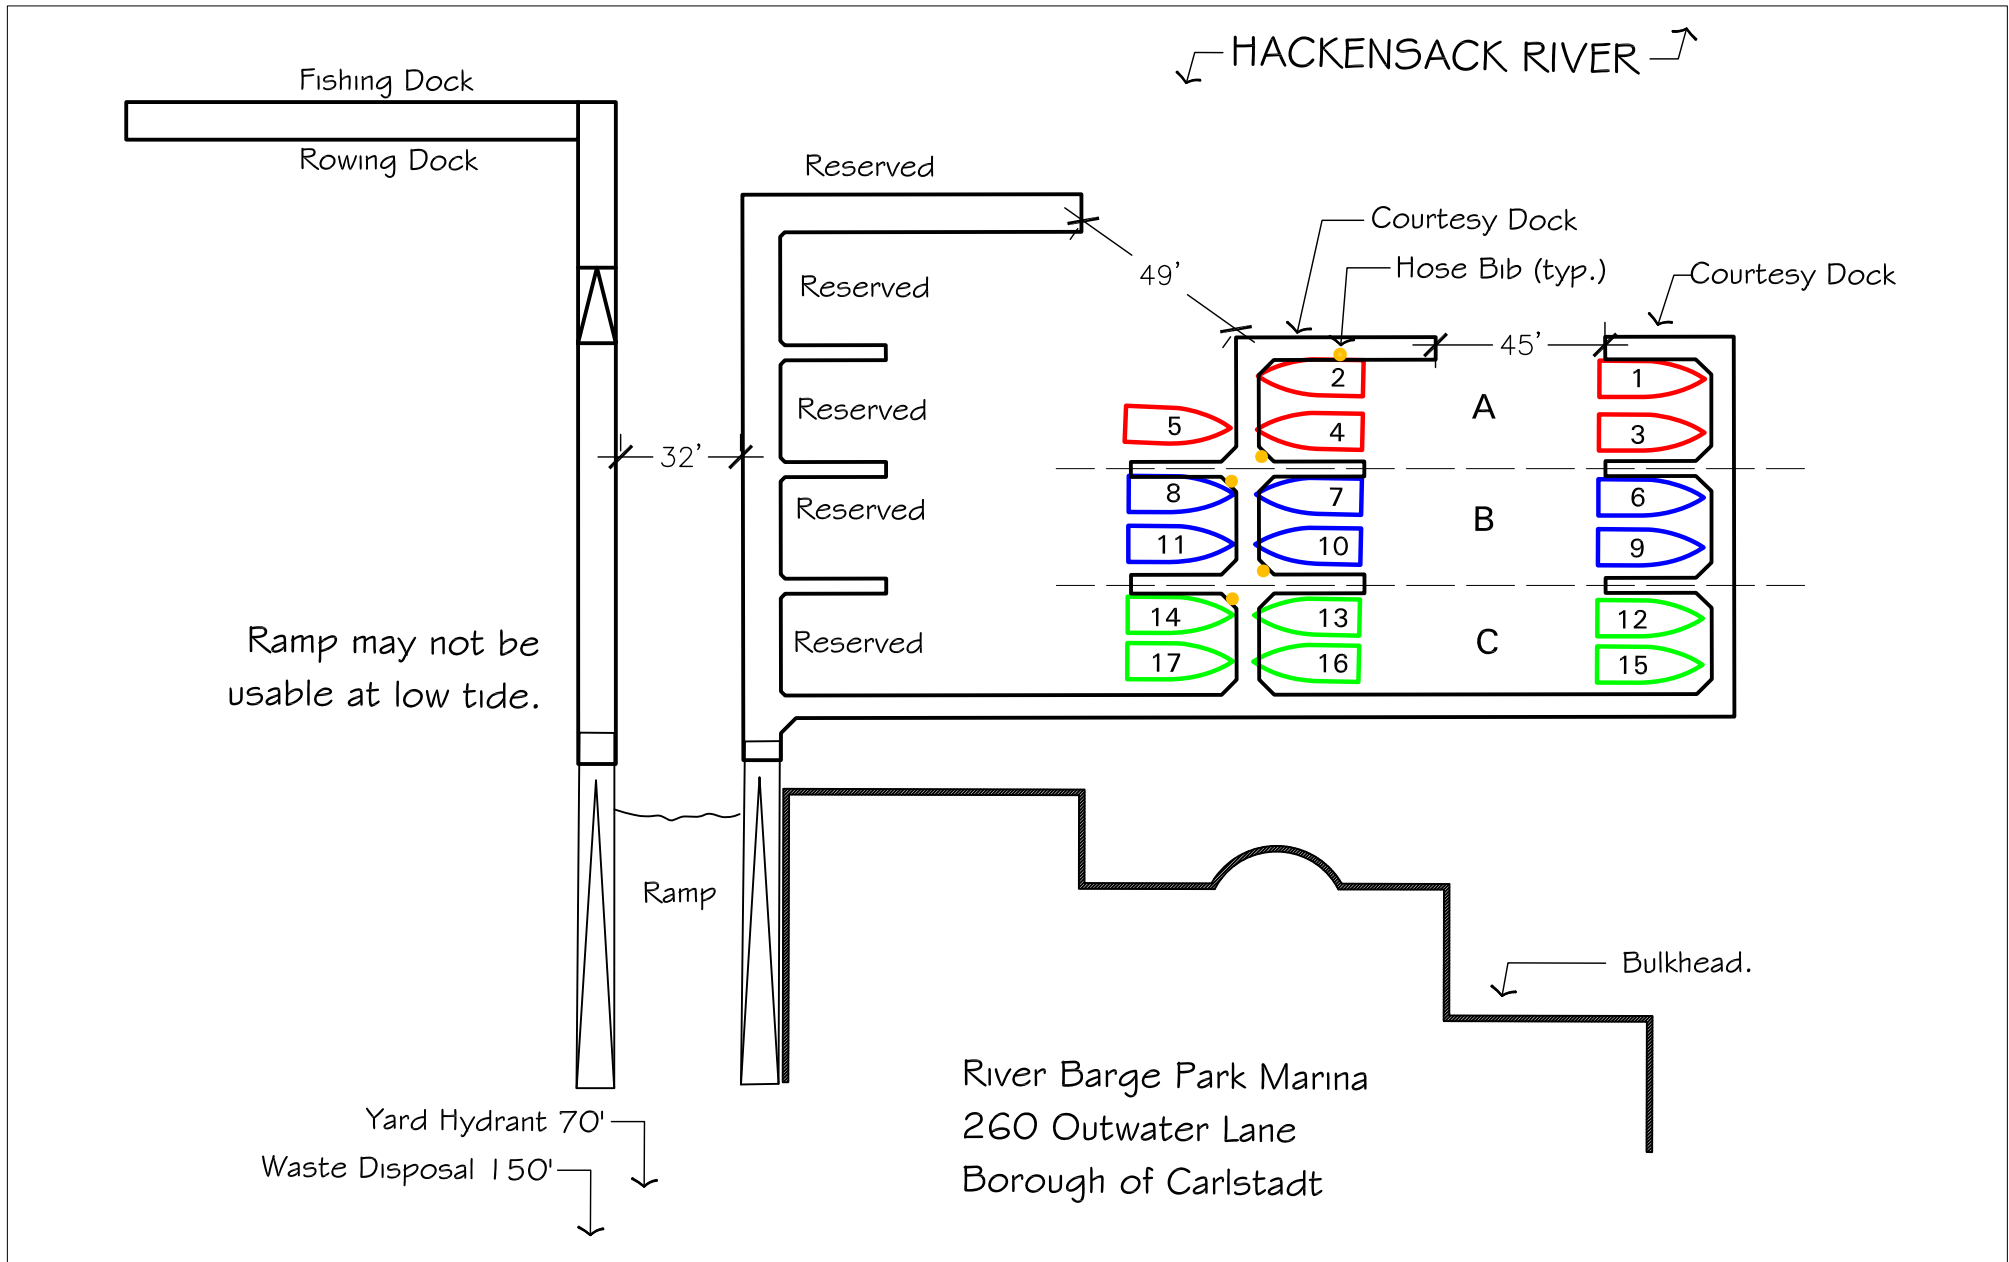 HACKENSACK RIVER
Fishing Dock
Rowing Dock
Reserved
Courtesy Dock
Hose Bib (typ.)
Courtesy Dock
49'
Reserved
45'
2
1
Reserved
A
5
4
3
32'
8
7
6
Reserved
B
11
10
9
14
13
12
Ramp may not be
usable at low tide.
Reserved
C
17
16
15
Ramp
Bulkhead.
River Barge Park Marina
260 Outwater Lane
Borough of Carlstadt
Yard Hydrant 70'
Waste Disposal 150'